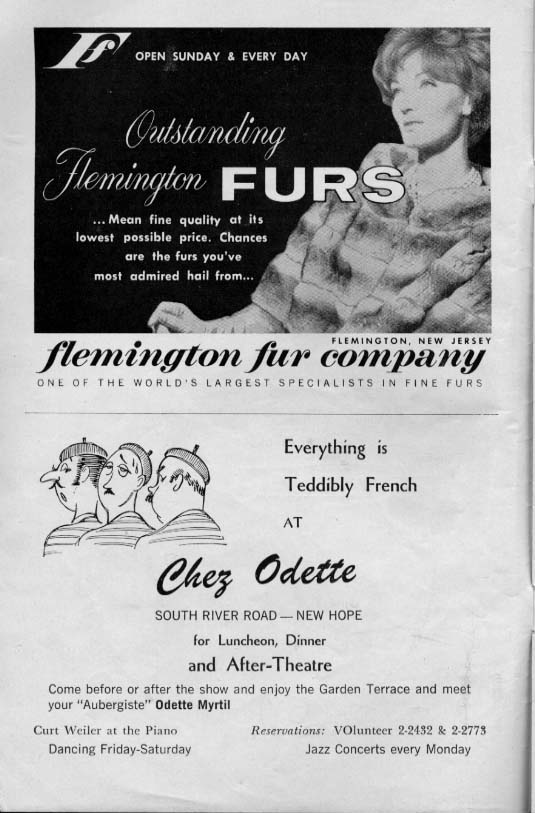 Ff OPEN SUNDAY & EVERY DAY
Outstanding
Flemington FURS
...Mean fine quality at its
lowest possible price. Chances
are the furs you've
most admired hail from...
FLEMINGTON, NEW JERSEY
flemington fur company
ONE OF THE WORLD'S LARGEST SPECIALISTS IN FINE FURS
Everything is
Teddibly French
AT
Chez Odette
SOUTH RIVER ROAD — NEW HOPE
for Luncheon, Dinner
and After-Theatre
Come before or after the show and enjoy the Garden Terrace and meet
your "Aubergiste" Odette Myrtil
Curt Weiler at the Piano Reservations: VOlunteer 2-2432 & 2-2773
Dancing Friday-Saturday Jazz Concerts every Monday